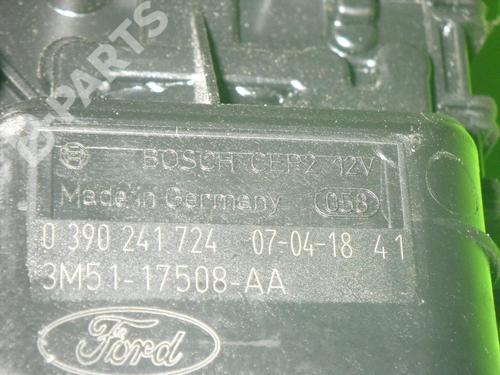 B-PARTS
BOSCH CEP2 12V
Made in Germany 058
0 390 241 724 07-04-18 41
3M51-17508-AA
Ford